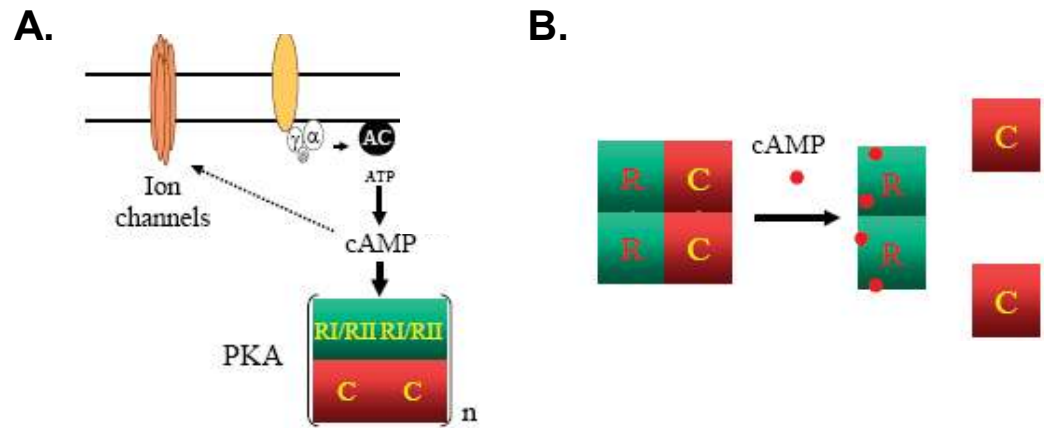 A.
γ α
AC
ATP
Ion
channels
cAMP
RI/RII RI/RII
PKA
C C
n
B.
cAMP
R C
R C
R
R
C
C